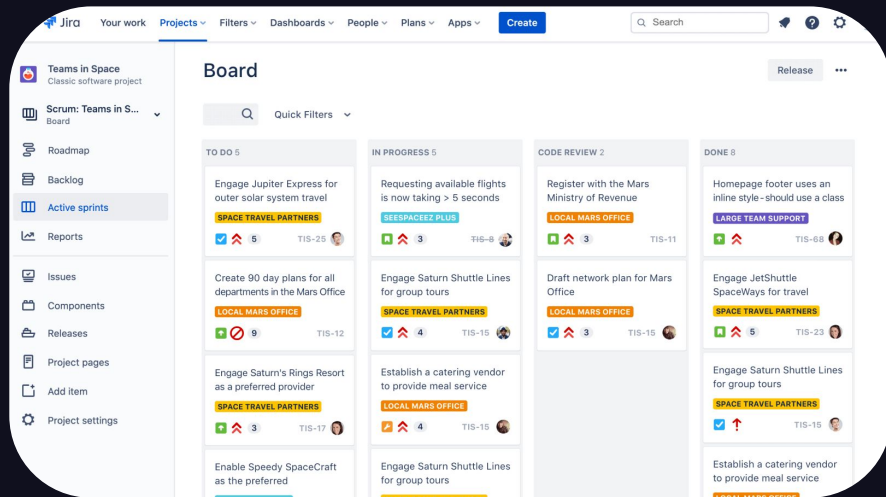 Jira
Your work
Projects
Filters
Dashboards
People
Plans
Apps
Create
Search
Teams in Space
Classic software project
Scrum: Teams in S...
Board
Roadmap
Backlog
Active sprints
Reports
Issues
Components
Releases
Project pages
Add item
Project settings
Board
Release
Quick Filters
TO DO 5
Engage Jupiter Express for
outer solar system travel
SPACE TRAVEL PARTNERS
5 TIS-25
Create 90 day plans for all
departments in the Mars Office
LOCAL MARS OFFICE
9 TIS-12
Engage Saturn's Rings Resort
as a preferred provider
SPACE TRAVEL PARTNERS
3 TIS-17
Enable Speedy SpaceCraft
as the preferred
IN PROGRESS 5
Requesting available flights
is now taking > 5 seconds
SEESPACEEZ PLUS
3 TIS-8
Engage Saturn Shuttle Lines
for group tours
SPACE TRAVEL PARTNERS
4 TIS-15
Establish a catering vendor
to provide meal service
LOCAL MARS OFFICE
4 TIS-15
Engage Saturn Shuttle Lines
for group tours
CODE REVIEW 2
Register with the Mars
Ministry of Revenue
LOCAL MARS OFFICE
3 TIS-11
Draft network plan for Mars
Office
LOCAL MARS OFFICE
3 TIS-15
DONE 8
Homepage footer uses an
inline style-should use a class
LARGE TEAM SUPPORT
TIS-68
Engage JetShuttle
SpaceWays for travel
SPACE TRAVEL PARTNERS
5 TIS-23
Engage Saturn Shuttle Lines
for group tours
SPACE TRAVEL PARTNERS
TIS-15
Establish a catering vendor
to provide meal service
LOCAL MARS OFFICE